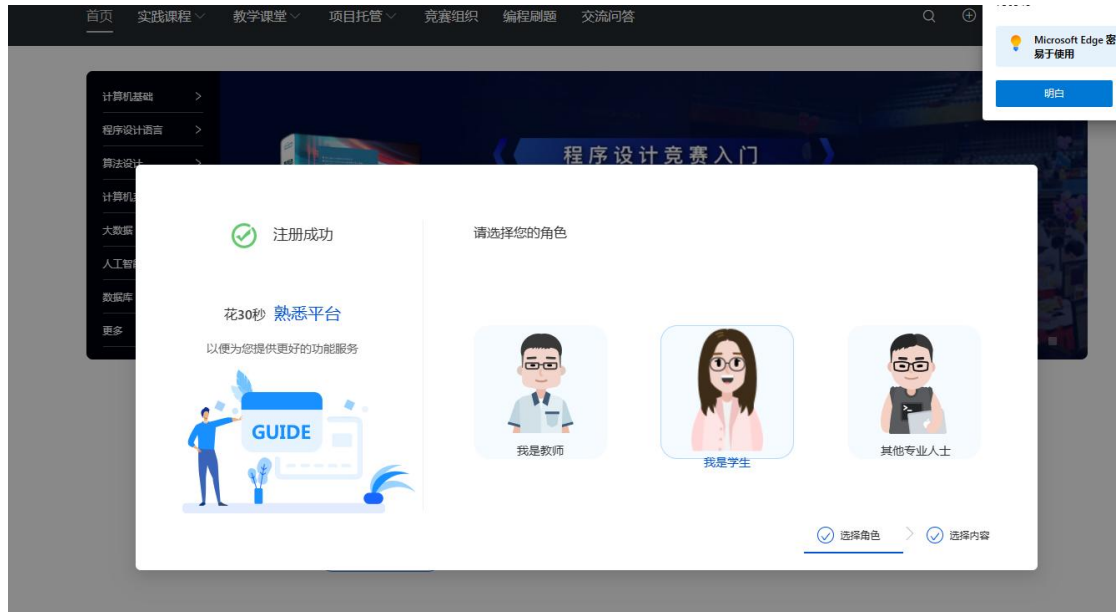 首页 实践课程 教学课堂 项目托管 竞赛组织 编程刷题 交流问答
Microsoft Edge 密
易于使用
明白
计算机基础 >
程序设计语言 >
算法设计 >
计算机
大数据
人工智
数据库
更多
程序设计竞赛入门
注册成功
花30秒 熟悉平台
以便为您提供更好的功能服务
GUIDE
请选择您的角色
我是教师
我是学生
其他专业人士
选择角色 > 选择内容